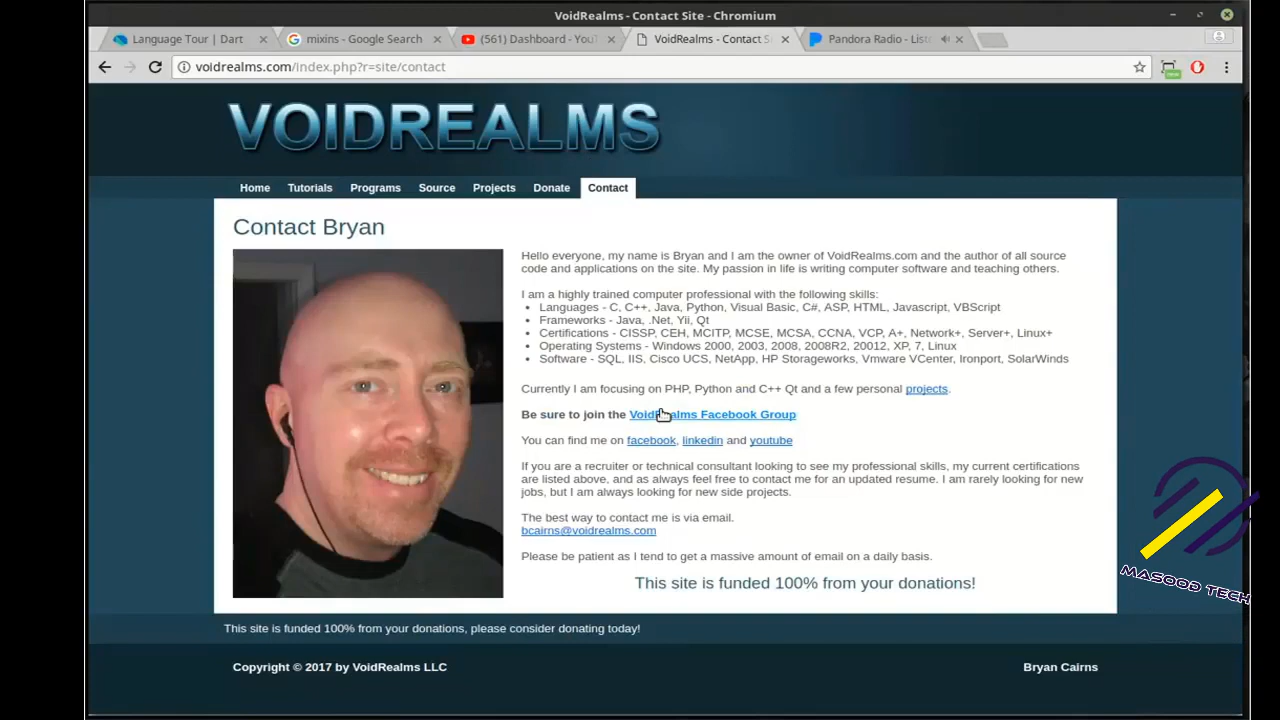 VoidRealms - Contact Site - Chromium
Language Tour | Dart
mixins - Google Search
(561) Dashboard - YouT
VoidRealms - Contact S
Pandora Radio - List
voidrealms.com/index.php?r=site/contact
VOIDREALMS
Home Tutorials Programs Source Projects Donate Contact
Contact Bryan
Hello everyone, my name is Bryan and I am the owner of VoidRealms.com and the author of all source
code and applications on the site. My passion in life is writing computer software and teaching others.
I am a highly trained computer professional with the following skills:
• Languages - C, C++, Java, Python, Visual Basic, C#, ASP, HTML, Javascript, VBScript
• Frameworks - Java, .Net, Yii, Qt
• Certifications - CISSP, CEH, MCITP, MCSE, MCSA, CCNA, VCP, A+, Network+, Server+, Linux+
• Operating Systems - Windows 2000, 2003, 2008, 2008R2, 20012, XP, 7, Linux
• Software - SQL, IIS, Cisco UCS, NetApp, HP Storageworks, Vmware VCenter, Ironport, SolarWinds
Currently I am focusing on PHP, Python and C++ Qt and a few personal projects.
Be sure to join the VoidRealms Facebook Group
You can find me on facebook, linkedin and youtube
If you are a recruiter or technical consultant looking to see my professional skills, my current certifications
are listed above, and as always feel free to contact me for an updated resume. I am rarely looking for new
jobs, but I am always looking for new side projects.
The best way to contact me is via email.
bcairns@voidrealms.com
Please be patient as I tend to get a massive amount of email on a daily basis.
This site is funded 100% from your donations!
MASOOD TECH
This site is funded 100% from your donations, please consider donating today!
Copyright © 2017 by VoidRealms LLC
Bryan Cairns